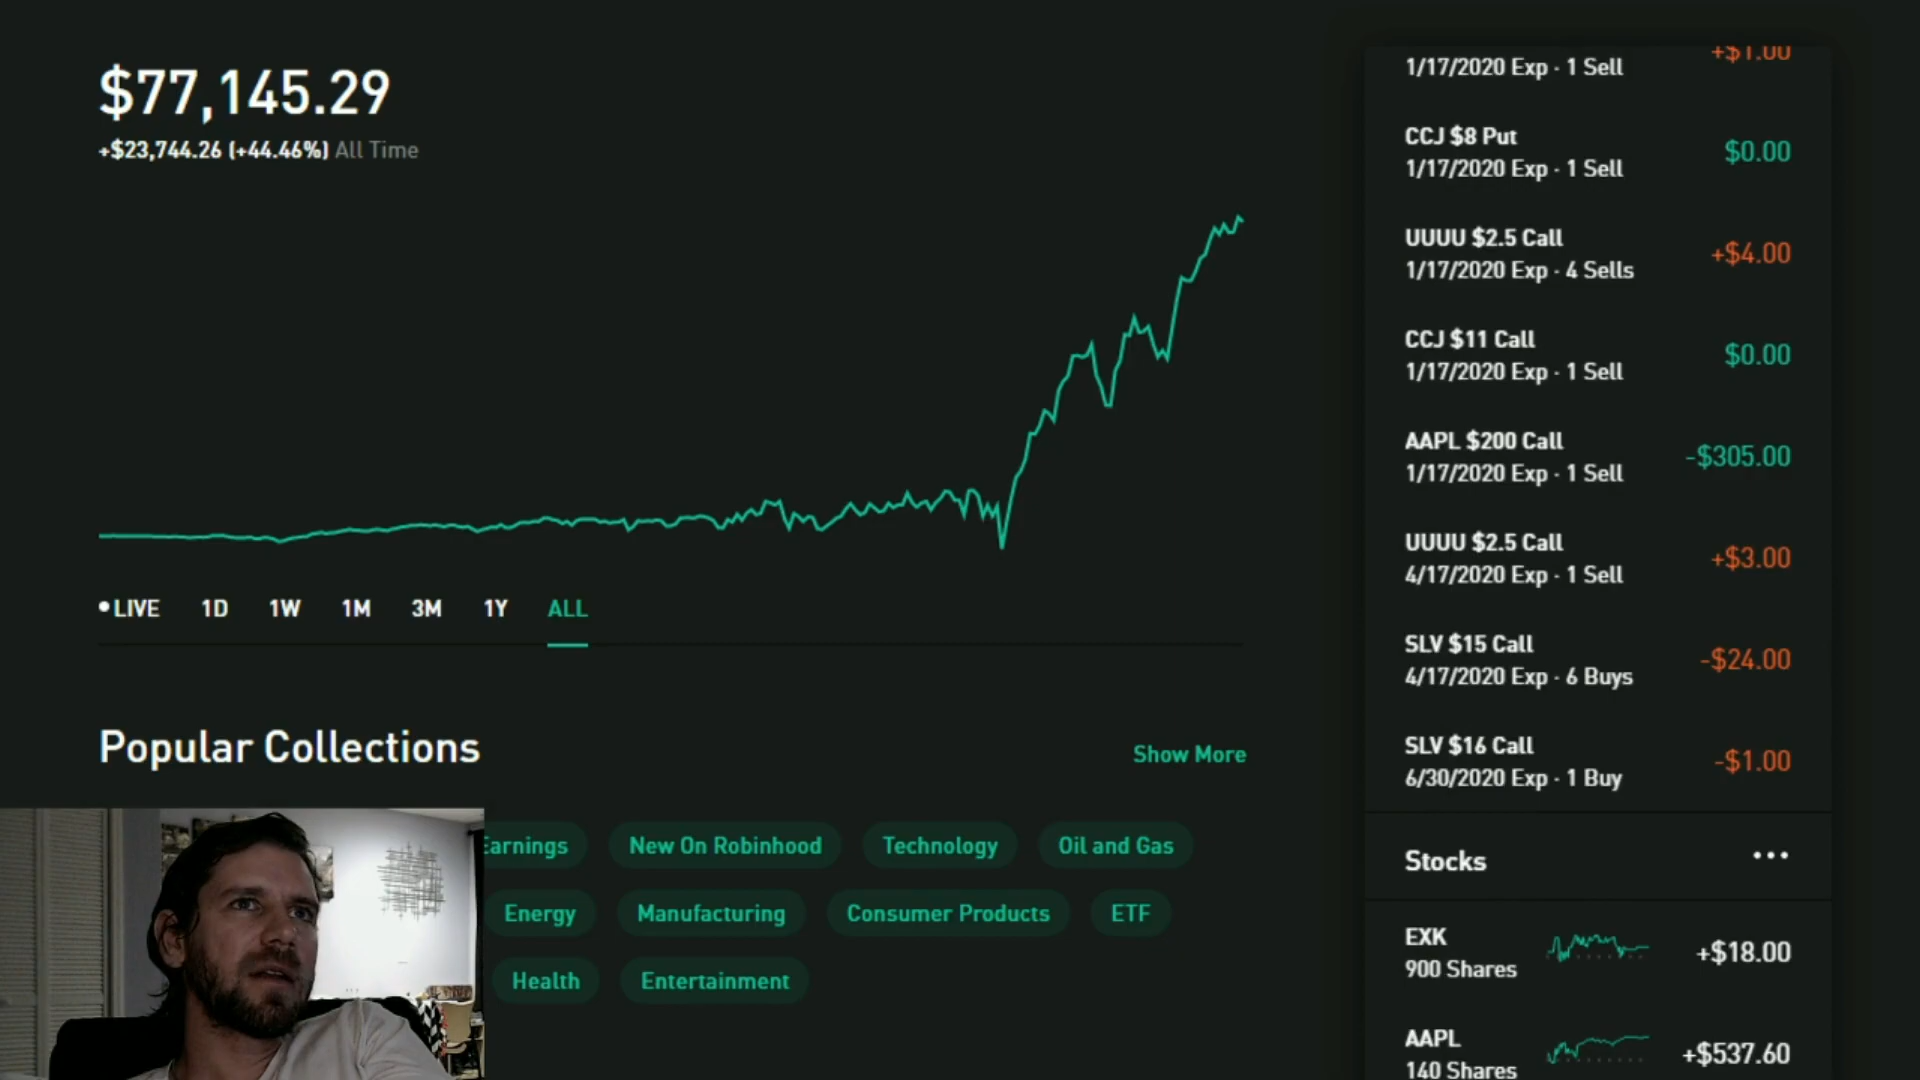 $77,145.29
+$23,744.26 (+44.46%) All Time
LIVE 1D 1W 1M 3M 1Y ALL
Popular Collections
Show More
Earnings New On Robinhood Technology Oil and Gas
Energy Manufacturing Consumer Products ETF
Health Entertainment
+$1.00
1/17/2020 Exp · 1 Sell
CCJ $8 Put
1/17/2020 Exp · 1 Sell
$0.00
UUUU $2.5 Call
1/17/2020 Exp · 4 Sells
+$4.00
CCJ $11 Call
1/17/2020 Exp · 1 Sell
$0.00
AAPL $200 Call
1/17/2020 Exp · 1 Sell
-$305.00
UUUU $2.5 Call
4/17/2020 Exp · 1 Sell
+$3.00
SLV $15 Call
4/17/2020 Exp · 6 Buys
-$24.00
SLV $16 Call
6/30/2020 Exp · 1 Buy
-$1.00
Stocks
EXK
900 Shares
+$18.00
AAPL
140 Shares
+$537.60